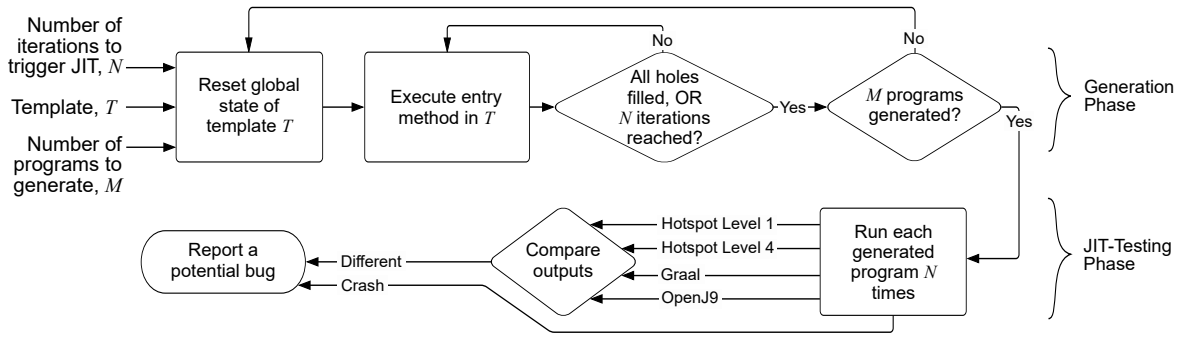 Number of
iterations to
trigger JIT, N
Template, T
Number of
programs to
generate, M
Reset global
state of
template T
Execute entry
method in T
No
All holes
filled, OR
N iterations
reached?
Yes
No
M programs
generated?
Yes
Generation
Phase
Run each
generated
program N
times
Hotspot Level 1
Hotspot Level 4
Graal
OpenJ9
Compare
outputs
Different
Crash
Report a
potential bug
JIT-Testing
Phase